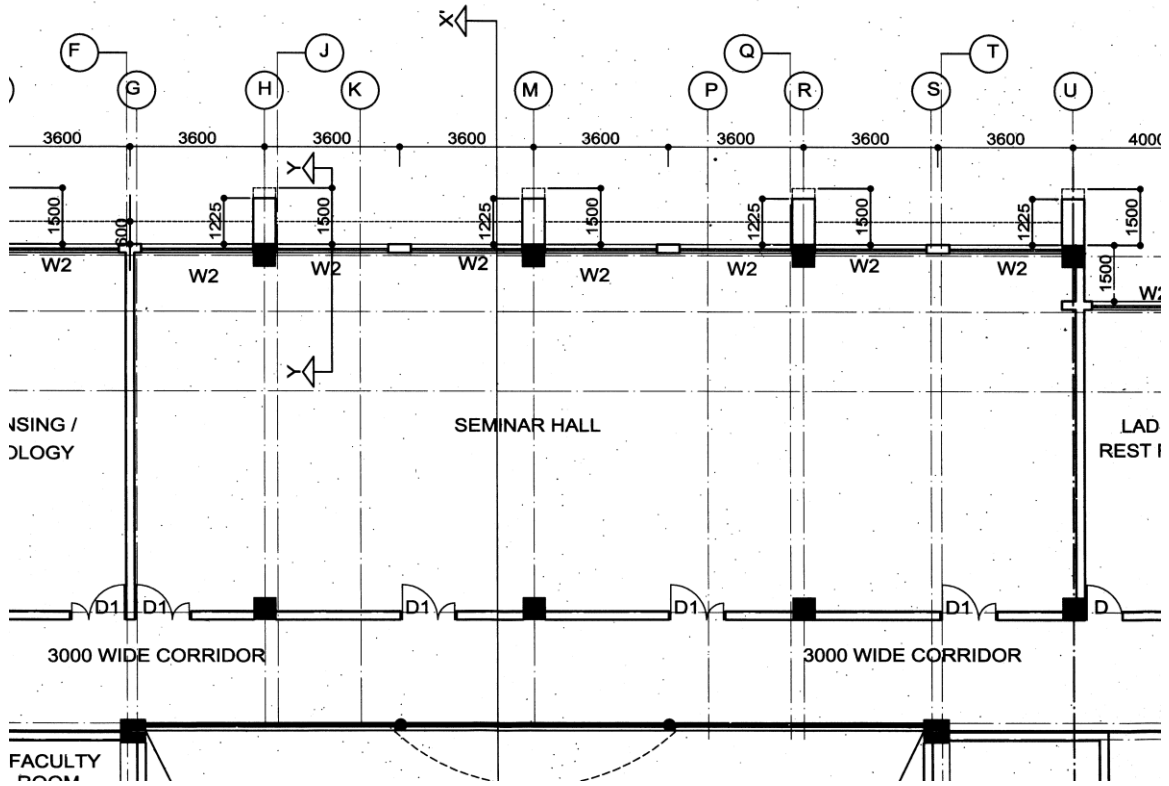 X'
F J Q T
G H K M P R S U
3600 3600 3600 3600 3600 3600 3600 3600 4000
Y
1500 600 1225 1500 1225 1500 1225 1500 1225 1500
W2 W2 W2 W2 W2 W2 W2 W2
1500
W2
Y
NSING / SEMINAR HALL LAD
OLOGY REST
D1 D1 D1 D1 D1 D
3000 WIDE CORRIDOR 3000 WIDE CORRIDOR
FACULTY
ROOM